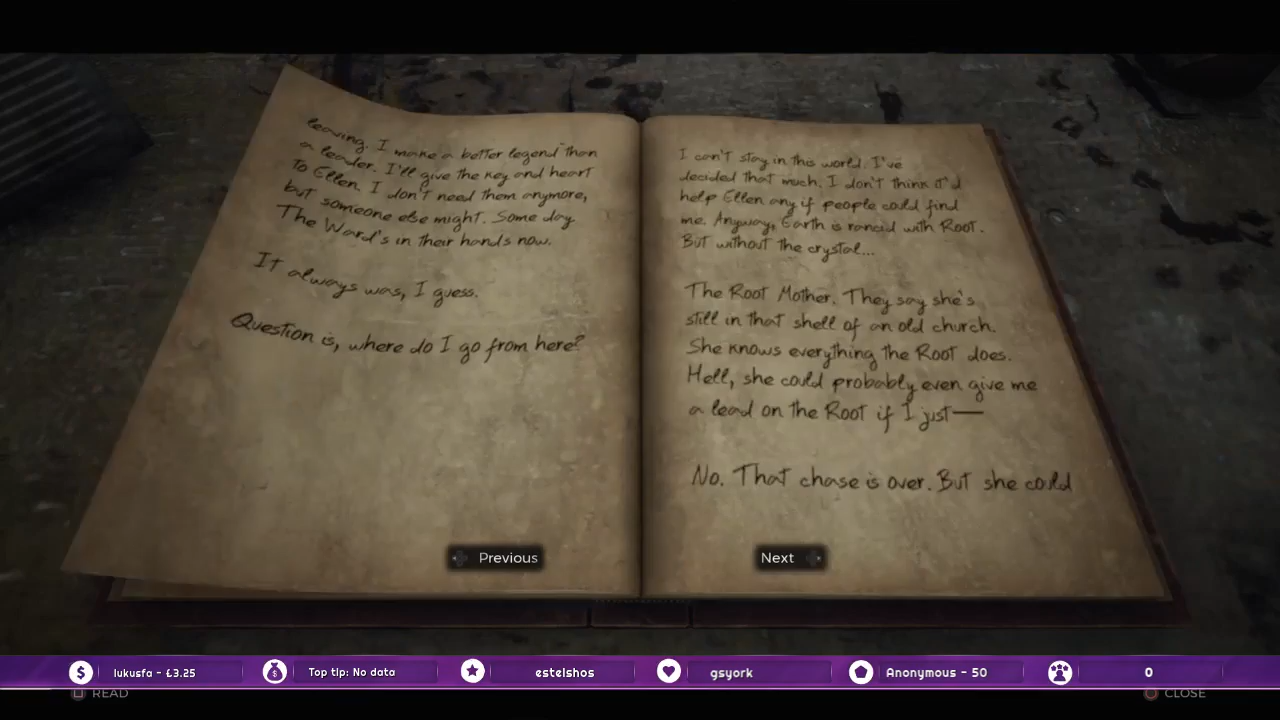 leaving. I make a better legend than
a leader. I'll give the key and heart
to Ellen. I don't need them anymore,
but someone else might. Some day
The Ward's in their hands now.
It always was, I guess.
Question is, where do I go from here?
I can't stay in this world. I've
decided that much. I don't think it'd
help Ellen any if people could find
me. Anyway, Earth is rancid with Root.
But without the crystal...
The Root Mother. They say she's
still in that shell of an old church.
She knows everything the Root does.
Hell, she could probably even give me
a lead on the Root if I just—
No. That chase is over. But she could
Previous
Next
lukusfa - £3.25
Top tip: No data
estelshos
gsyork
Anonymous - 50
0
READ
CLOSE